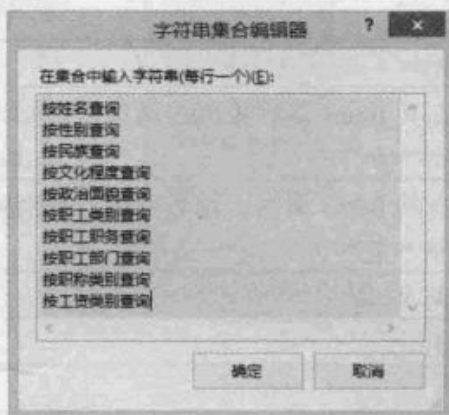 字符串集合编辑器
?
在集合中输入字符串(每行一个)(E):
按姓名查询
按性别查询
按民族查询
按文化程度查询
按政治面貌查询
按职工类别查询
按职工职务查询
按职工部门查询
按职称类别查询
按工资类别查询
确定
取消